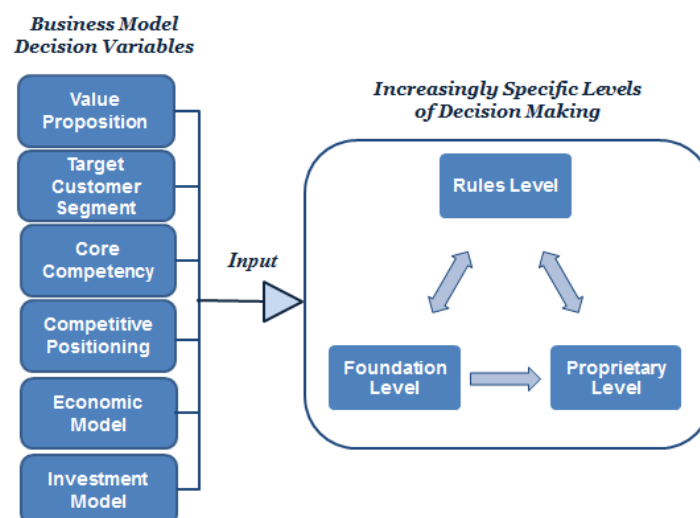 Business Model
Decision Variables
Value
Proposition
Target
Customer
Segment
Core
Competency
Competitive
Positioning
Economic
Model
Investment
Model
Input
Increasingly Specific Levels
of Decision Making
Rules Level
Foundation
Level
Proprietary
Level